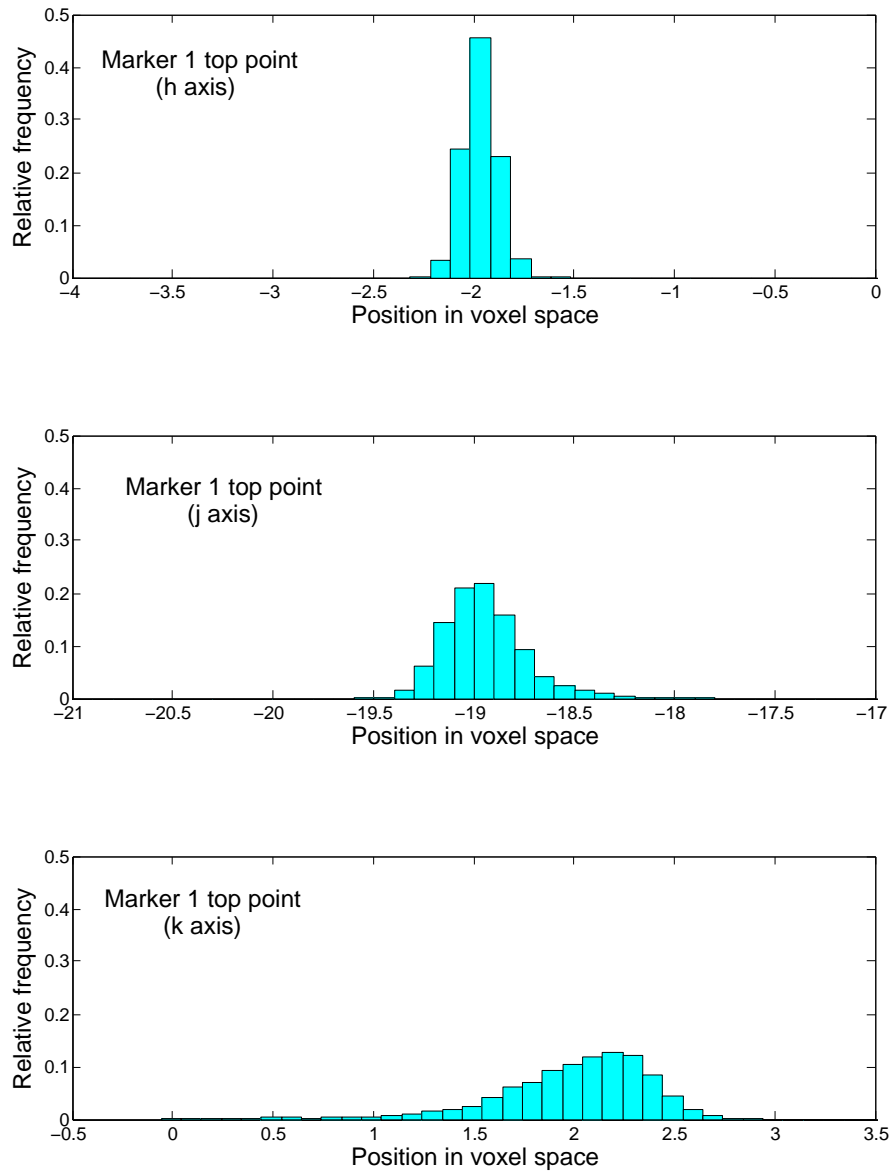 0.5
Marker 1 top point
(h axis)
0.4
0.3
0.2
0.1
0
Relative frequency
−4 −3.5 −3 −2.5 −2 −1.5 −1 −0.5 0
Position in voxel space
0.5
Marker 1 top point
(j axis)
0.4
0.3
0.2
0.1
0
Relative frequency
−21 −20.5 −20 −19.5 −19 −18.5 −18 −17.5 −17
Position in voxel space
0.5
Marker 1 top point
(k axis)
0.4
0.3
0.2
0.1
0
Relative frequency
−0.5 0 0.5 1 1.5 2 2.5 3 3.5
Position in voxel space